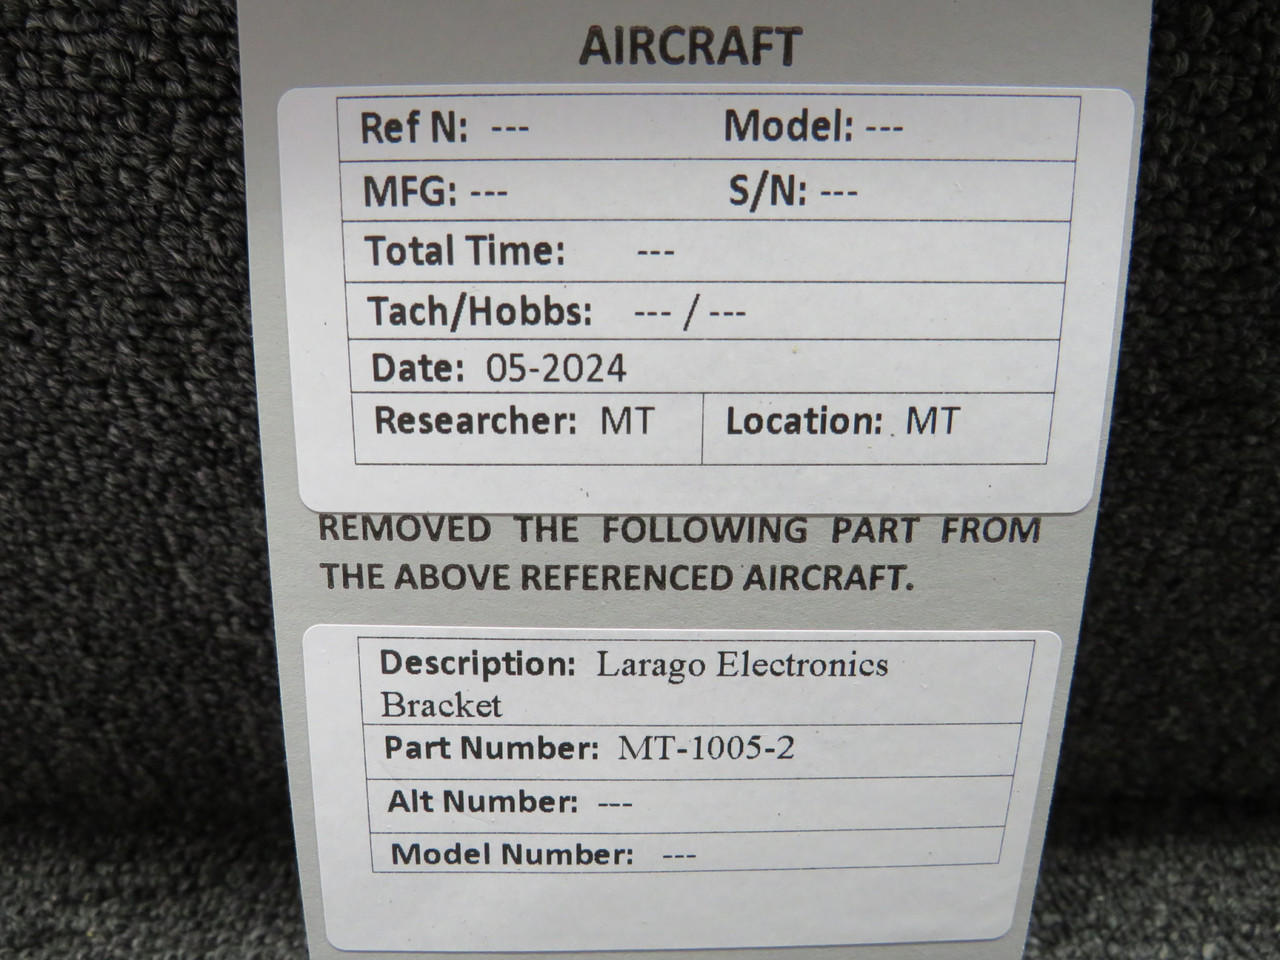 AIRCRAFT
Ref N: --- Model: ---
MFG: --- S/N: ---
Total Time: ---
Tach/Hobbs: --- / ---
Date: 05-2024
Researcher: MT Location: MT
REMOVED THE FOLLOWING PART FROM
THE ABOVE REFERENCED AIRCRAFT.
Description: Larago Electronics
Bracket
Part Number: MT-1005-2
Alt Number: ---
Model Number: ---